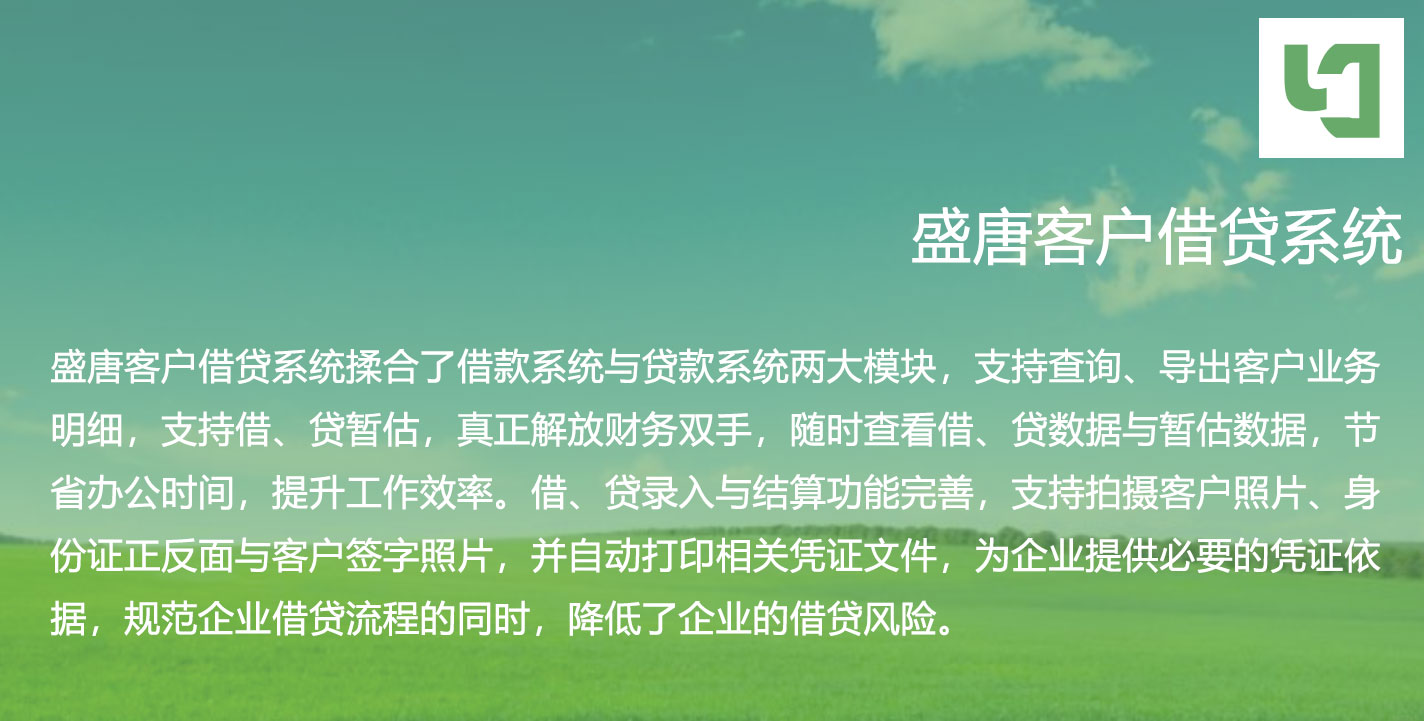 盛唐客户借贷系统
盛唐客户借贷系统揉合了借款系统与贷款系统两大模块，支持查询、导出客户业务
明细，支持借、贷暂估，真正解放财务双手，随时查看借、贷数据与暂估数据，节
省办公时间，提升工作效率。借、贷录入与结算功能完善，支持拍摄客户照片、身
份证正反面与客户签字照片，并自动打印相关凭证文件，为企业提供必要的凭证依
据，规范企业借贷流程的同时，降低了企业的借贷风险。